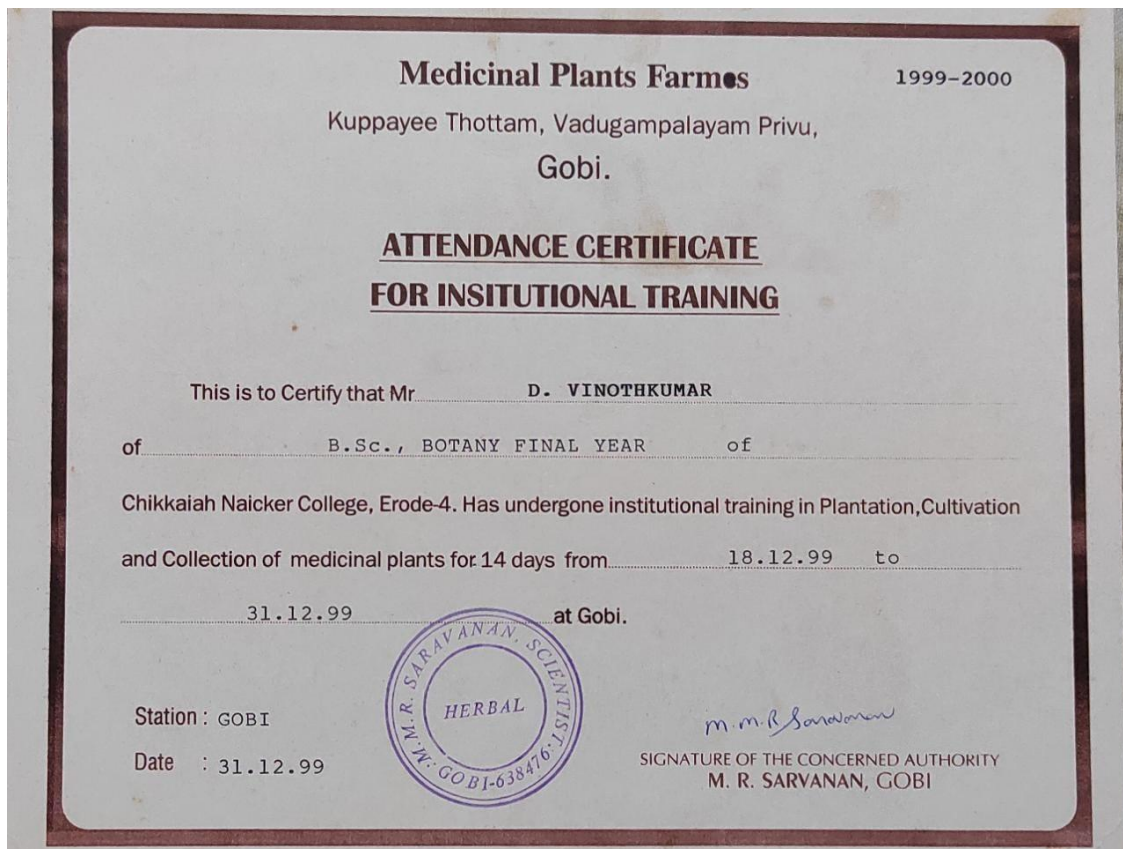 Medicinal Plants Farmes 1999-2000
Kuppayee Thottam, Vadugampalayam Privu,
Gobi.
ATTENDANCE CERTIFICATE
FOR INSITUTIONAL TRAINING
This is to Certify that Mr D. VINOTHKUMAR
of B.Sc., BOTANY FINAL YEAR of
Chikkaiah Naicker College, Erode-4. Has undergone institutional training in Plantation,Cultivation
and Collection of medicinal plants for 14 days from 18.12.99 to
31.12.99 at Gobi.
M.M.R. SARAVANAN, SCIENTIST.
HERBAL
GOBI-638476
Station : GOBI
Date : 31.12.99
m.m.R Saravanan
SIGNATURE OF THE CONCERNED AUTHORITY
M. R. SARVANAN, GOBI